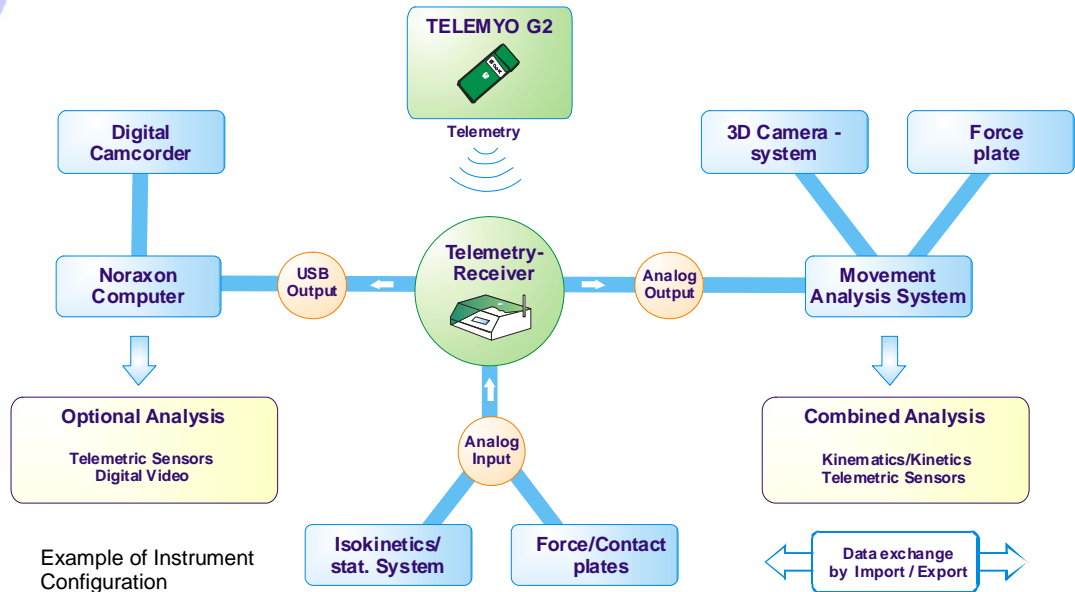 TELEMYO G2
Telemetry
Digital
Camcorder
3D Camera -
system
Force
plate
Noraxon
Computer
USB
Output
Telemetry-
Receiver
Analog
Output
Movement
Analysis System
Optional Analysis
Telemetric Sensors
Digital Video
Analog
Input
Combined Analysis
Kinematics/Kinetics
Telemetric Sensors
Isokinetics/
stat. System
Force/Contact
plates
Example of Instrument
Configuration
Data exchange
by Import / Export